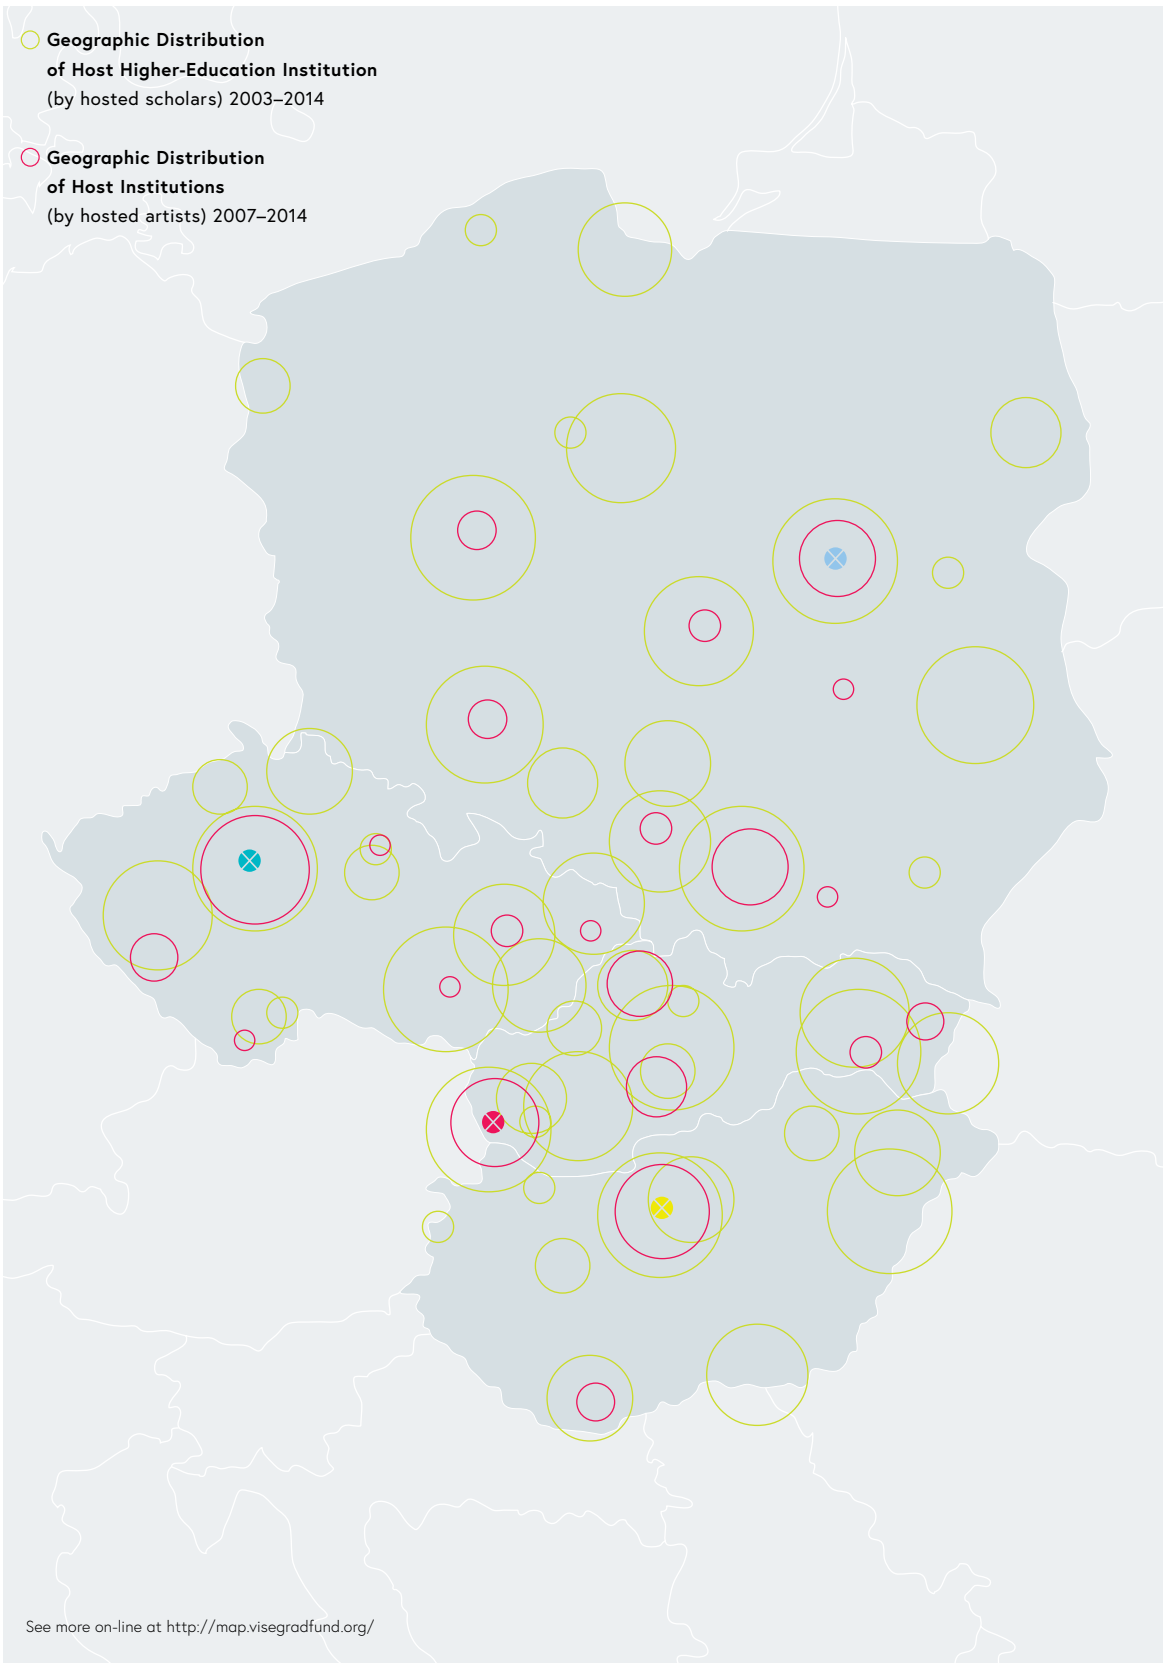 Geographic Distribution
of Host Higher-Education Institution
(by hosted scholars) 2003–2014
Geographic Distribution
of Host Institutions
(by hosted artists) 2007–2014
See more on-line at http://map.visegradfund.org/